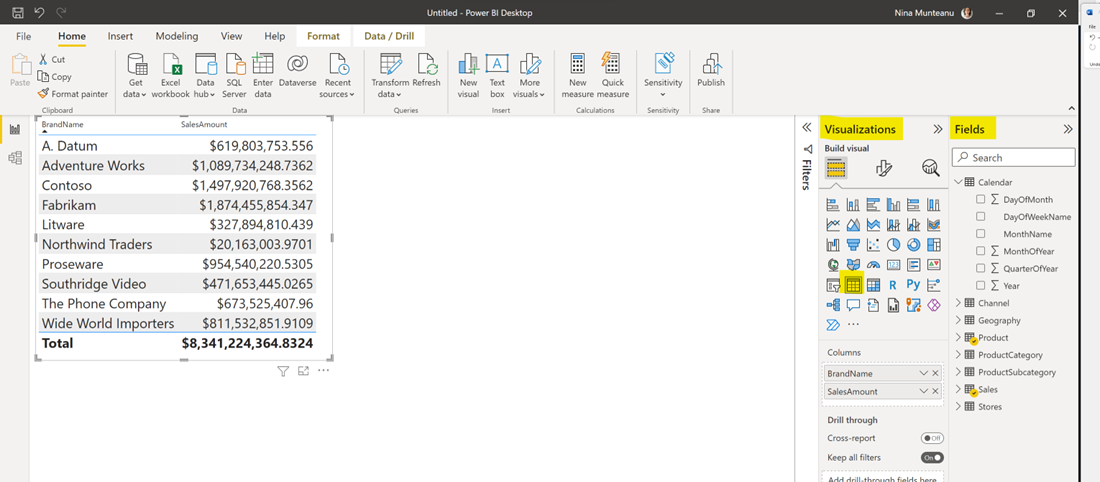 Untitled - Power BI Desktop
Nina Munteanu
File Home Insert Modeling View Help Format Data / Drill
Paste
Cut
Copy
Format painter
Clipboard
Get data
Excel workbook
Data hub
SQL Server
Enter data
Dataverse
Recent sources
Data
Transform data
Refresh
Queries
New visual
Text box
More visuals
Insert
New measure
Quick measure
Calculations
Sensitivity
Sensitivity
Publish
Share
BrandName SalesAmount
A. Datum $619,803,753.556
Adventure Works $1,089,734,248.7362
Contoso $1,497,920,768.3562
Fabrikam $1,874,455,854.347
Litware $327,894,810.439
Northwind Traders $20,163,003.9701
Proseware $954,540,220.5305
Southridge Video $471,653,445.0265
The Phone Company $673,525,407.96
Wide World Importers $811,532,851.9109
Total $8,341,224,364.8324
Filters
Visualizations
Build visual
R
Py
123
Columns
BrandName
SalesAmount
Drill through
Cross-report
Off
Keep all filters
On
Add drill-through fields here
Fields
Search
Calendar
DayOfMonth
DayOfWeekName
MonthName
MonthOfYear
QuarterOfYear
Year
Channel
Geography
Product
ProductCategory
ProductSubcategory
Sales
Stores
File